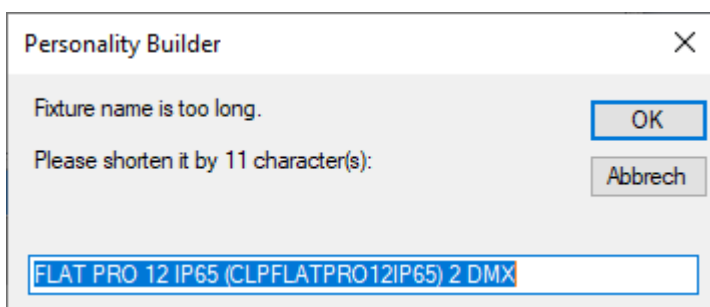 Personality Builder
Fixture name is too long.
OK
Please shorten it by 11 character(s):
Abbrech
FLAT PRO 12 IP65 (CLPFLATPRO12IP65) 2 DMX